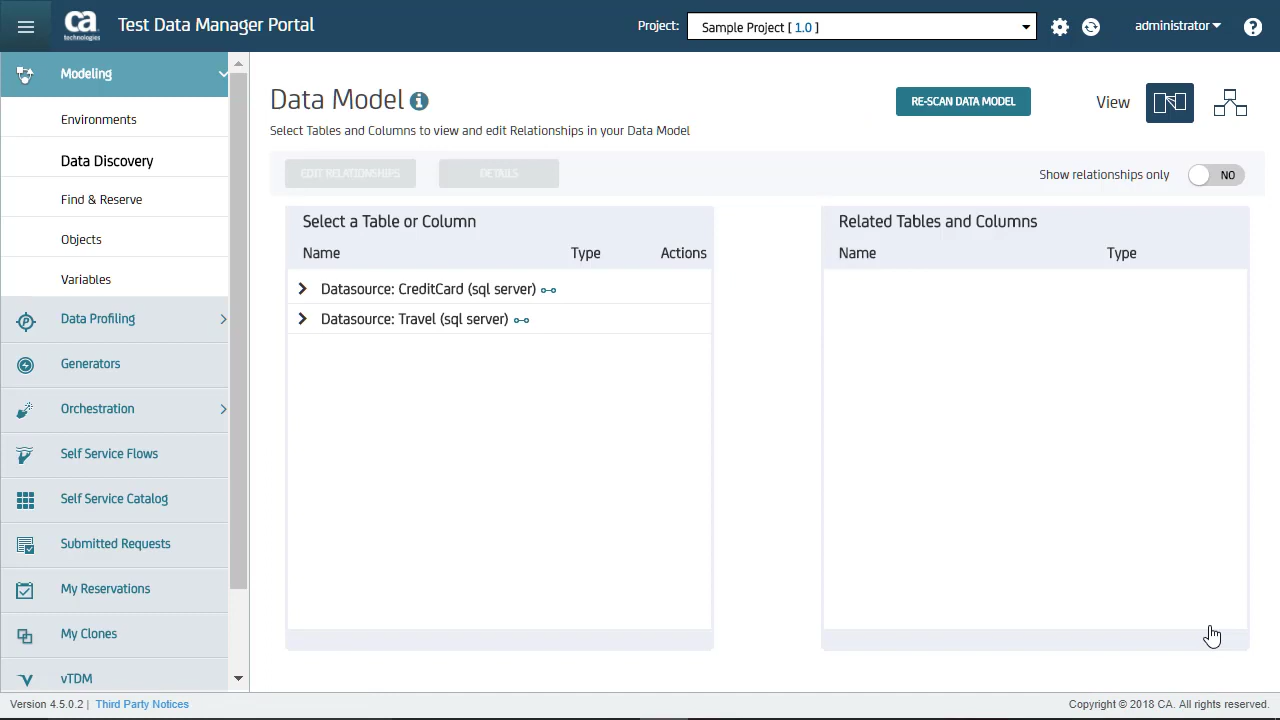 ca technologies
Test Data Manager Portal
Project: Sample Project [ 1.0 ]
administrator
?
Modeling
Environments
Data Discovery
Find & Reserve
Objects
Variables
Data Profiling
Generators
Orchestration
Self Service Flows
Self Service Catalog
Submitted Requests
My Reservations
My Clones
vTDM
Data Model
RE-SCAN DATA MODEL
View
Select Tables and Columns to view and edit Relationships in your Data Model
EDIT RELATIONSHIPS DETAILS
Show relationships only NO
Select a Table or Column
Name Type Actions
Datasource: CreditCard (sql server)
Datasource: Travel (sql server)
Related Tables and Columns
Name Type
Version 4.5.0.2 | Third Party Notices
Copyright © 2018 CA. All rights reserved.